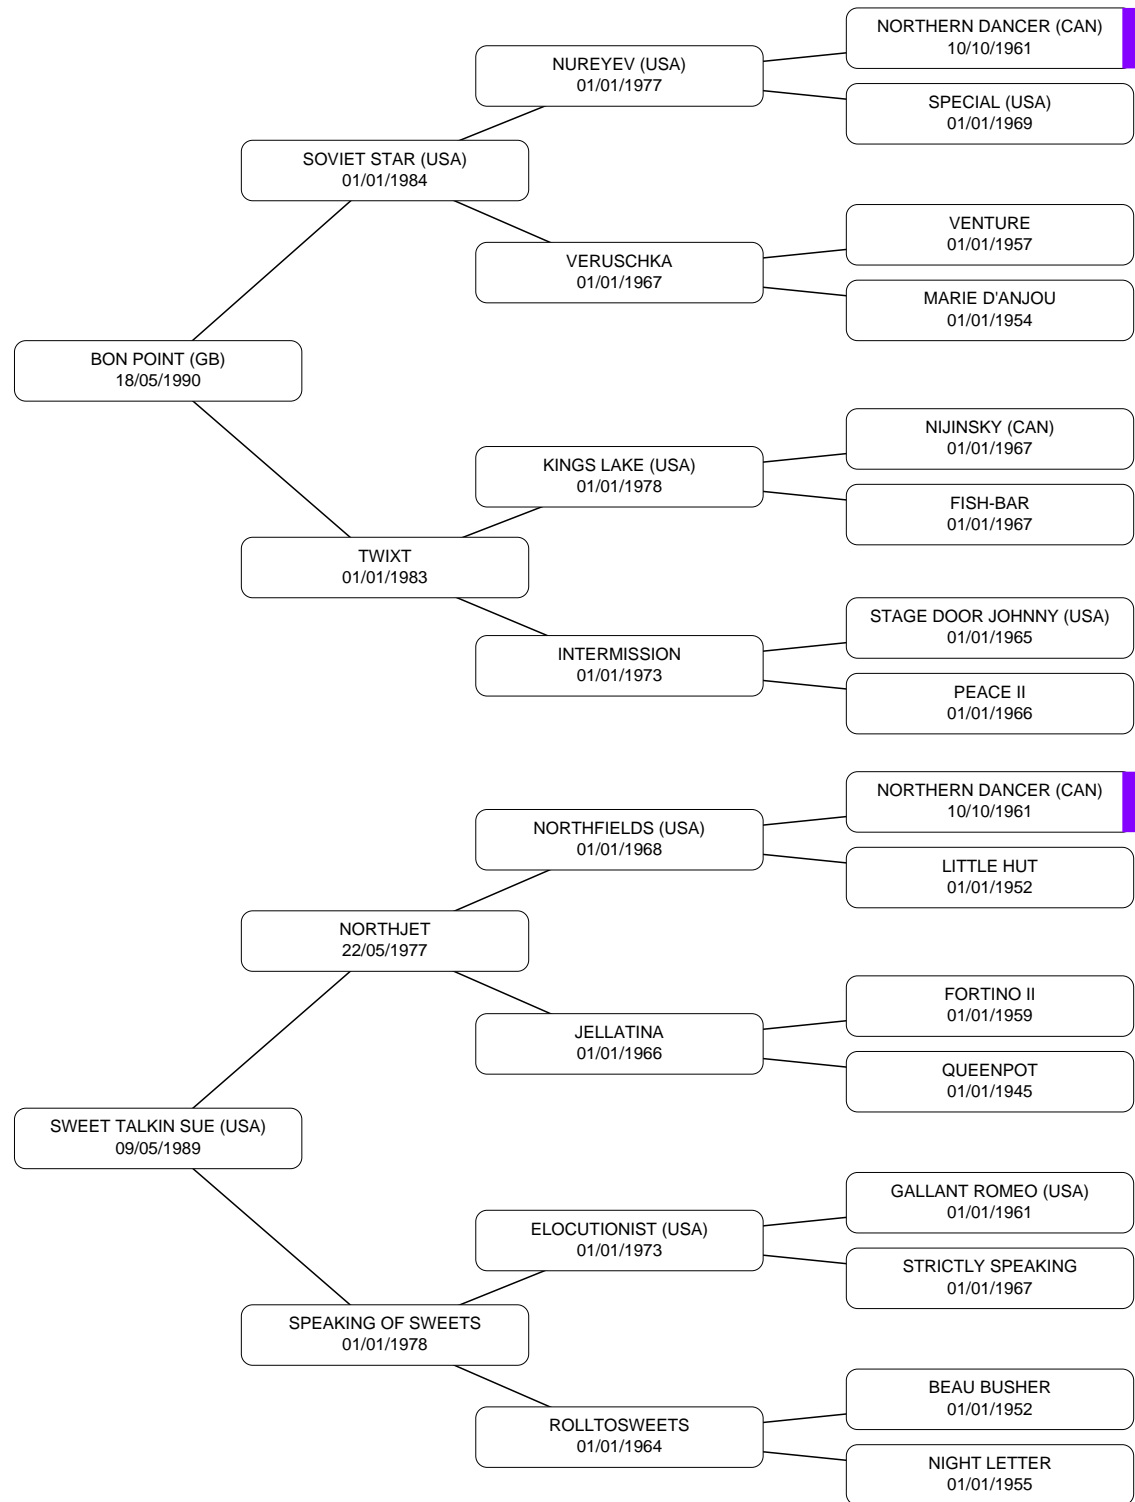 NORTHERN DANCER (CAN)
10/10/1961
NUREYEV (USA)
01/01/1977
SPECIAL (USA)
01/01/1969
SOVIET STAR (USA)
01/01/1984
VENTURE
01/01/1957
VERUSCHKA
01/01/1967
MARIE D'ANJOU
01/01/1954
BON POINT (GB)
18/05/1990
NIJINSKY (CAN)
01/01/1967
KINGS LAKE (USA)
01/01/1978
FISH-BAR
01/01/1967
TWIXT
01/01/1983
STAGE DOOR JOHNNY (USA)
01/01/1965
INTERMISSION
01/01/1973
PEACE II
01/01/1966
NORTHERN DANCER (CAN)
10/10/1961
NORTHFIELDS (USA)
01/01/1968
LITTLE HUT
01/01/1952
NORTHJET
22/05/1977
FORTINO II
01/01/1959
JELLATINA
01/01/1966
QUEENPOT
01/01/1945
SWEET TALKIN SUE (USA)
09/05/1989
GALLANT ROMEO (USA)
01/01/1961
ELOCUTIONIST (USA)
01/01/1973
STRICTLY SPEAKING
01/01/1967
SPEAKING OF SWEETS
01/01/1978
BEAU BUSHER
01/01/1952
ROLLTOSWEETS
01/01/1964
NIGHT LETTER
01/01/1955